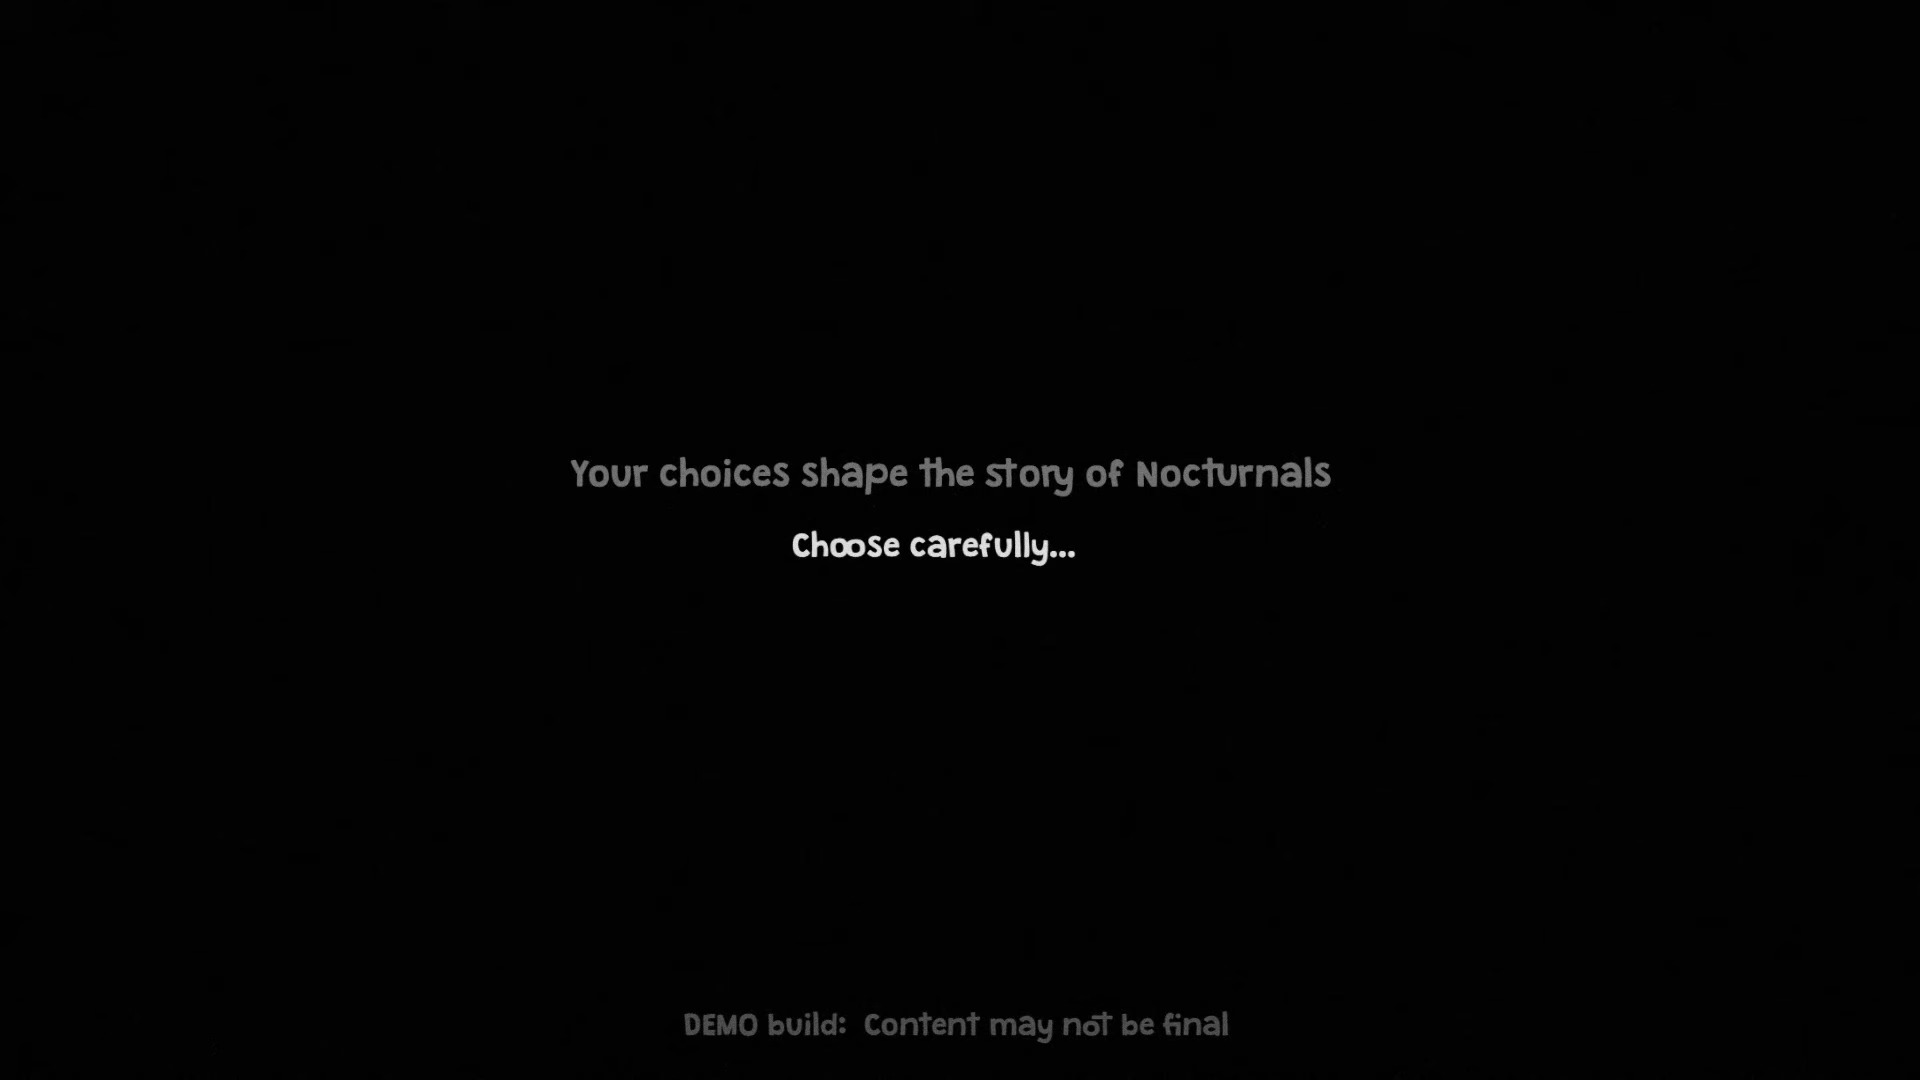 Your choices shape the story of Nocturnals
Choose carefully...
DEMO build: Content may not be final